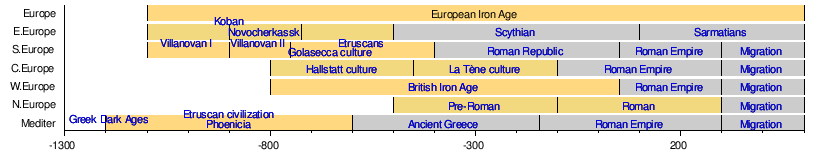 Europe European Iron Age
Koban
E.Europe Novocherkassk Scythian Sarmatians
S.Europe Villanovan I Villanovan II Etruscans Roman Republic Roman Empire Migration
Golasecca culture
C.Europe Hallstatt culture La Tène culture Roman Empire Migration
W.Europe British Iron Age Roman Empire Migration
N.Europe Pre-Roman Roman Migration
Etruscan civilization
Greek Dark Ages
Mediter Phoenicia Ancient Greece Roman Empire Migration
-1300 -800 -300 200